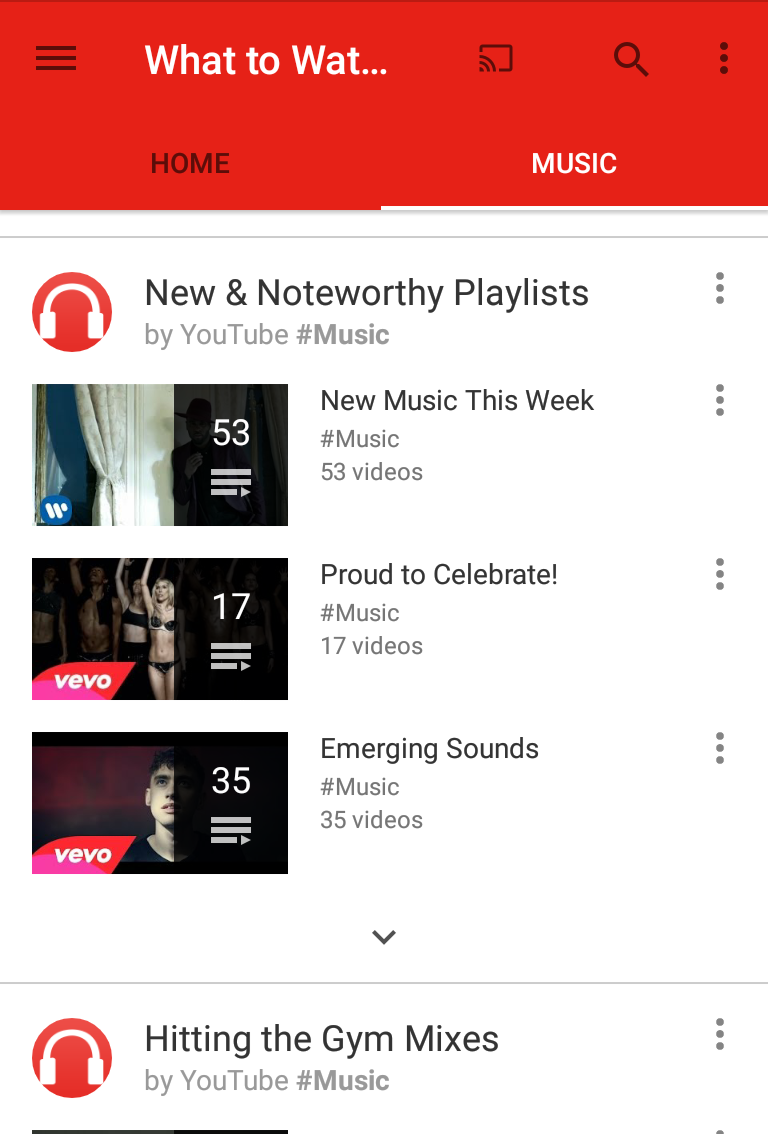 What to Wat...
HOME
MUSIC
New & Noteworthy Playlists
by YouTube #Music
53
New Music This Week
#Music
53 videos
17
vevo
Proud to Celebrate!
#Music
17 videos
35
vevo
Emerging Sounds
#Music
35 videos
Hitting the Gym Mixes
by YouTube #Music